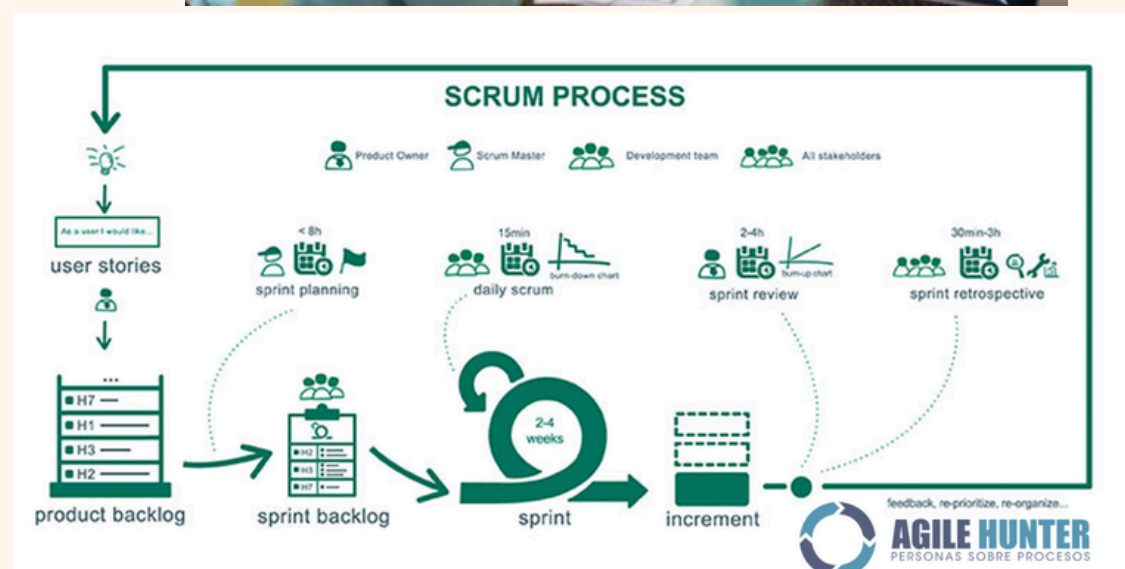 SCRUM PROCESS
Product Owner
Scrum Master
Development team
All stakeholders
As a user I would like...
user stories
< 8h
sprint planning
15min
burn-down chart
daily scrum
2-4h
burn-up chart
sprint review
30min-3h
sprint retrospective
...
H7
H1
H3
H2
product backlog
H2
H3
H7
sprint backlog
2-4
weeks
sprint
increment
feedback, re-prioritize, re-organize...
AGILE HUNTER
PERSONAS SOBRE PROCESOS